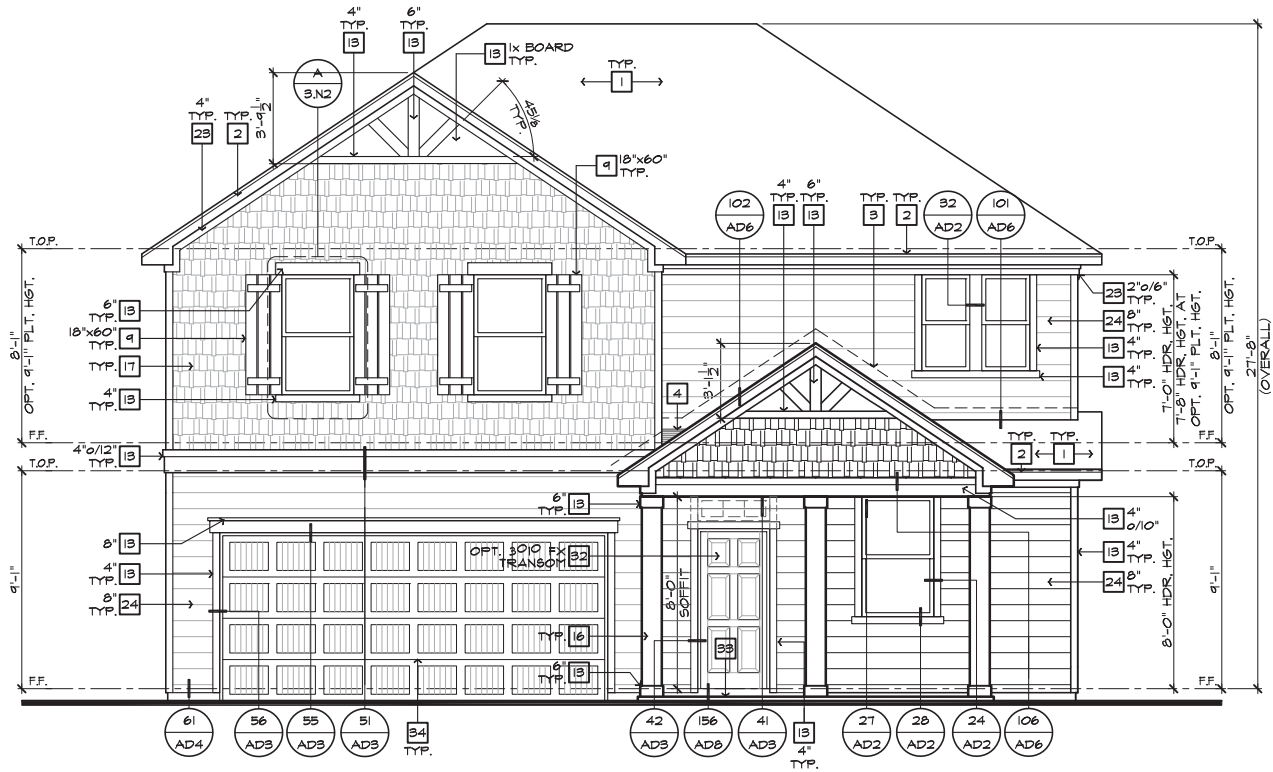 4"
TYP.
13
6"
TYP.
13
13
1x BOARD
TYP.
TYP.
1
A
3.N2
4"
TYP.
23
TYP.
2
3'-9 1/2"
45%
TYP.
9
18"x60"
TYP.
102
AD6
4"
TYP.
13
6"
TYP.
13
TYP.
3
TYP.
2
32
AD2
101
AD6
T.O.P.
T.O.P.
8'-1"
OPT. 9'-1" PLT. HGT.
6"
TYP.
13
18"x60"
TYP.
9
TYP.
17
4"
TYP.
13
F.F.
4"o/12"
TYP.
13
T.O.P.
23
2"o/6"
TYP.
24
8"
TYP.
13
4"
TYP.
13
4"
TYP.
7'-0" HDR. HGT.
7'-8" HDR. HGT. AT
OPT. 9'-1" PLT. HGT.
8'-1"
OPT. 9'-1" PLT. HGT.
27'-8"
(OVERALL)
3'-1 1/2"
4
F.F.
TYP.
2
TYP.
1
T.O.P.
6"
TYP.
13
8"
13
4"
TYP.
13
8"
TYP.
24
9'-1"
OPT. 3010 FX
TRANSOM
32
8'-0"
SOFFIT
TYP.
16
6"
TYP.
13
33
13
4"
o/10"
13
4"
TYP.
24
8"
TYP.
8'-0" HDR. HGT.
9'-1"
F.F.
F.F.
61
AD4
56
AD3
55
AD3
51
AD3
34
TYP.
42
AD3
156
AD8
41
AD3
13
4"
TYP.
27
AD2
28
AD2
24
AD2
106
AD6